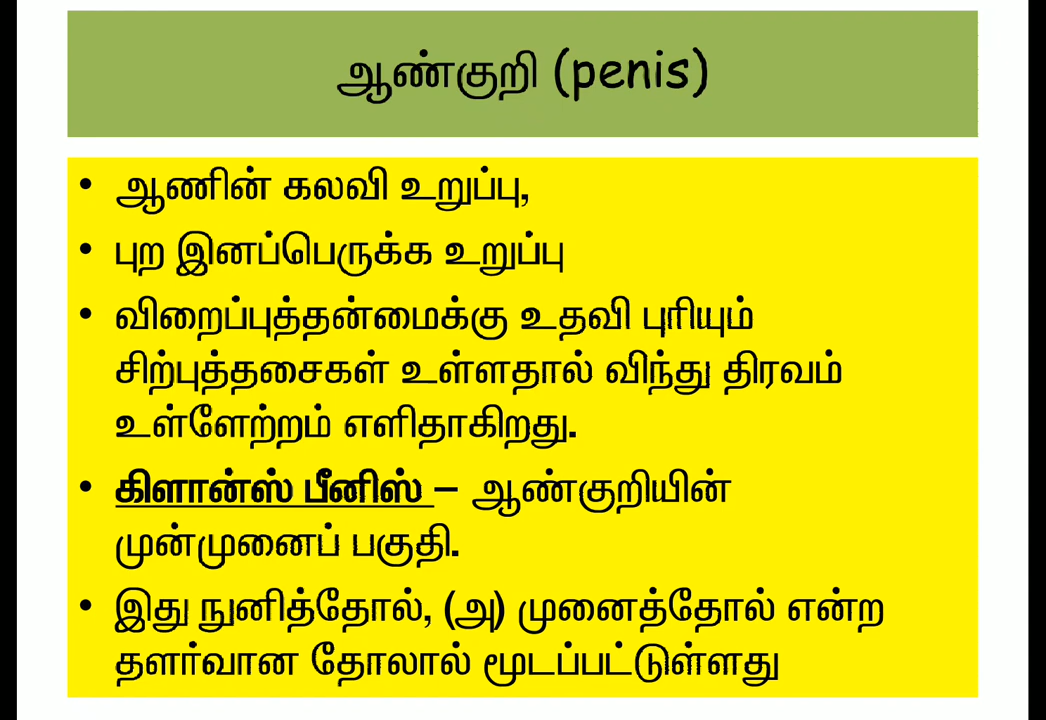 ஆண்குறி (penis)
• ஆணின் கலவி உறுப்பு,
• புற இனப்பெருக்க உறுப்பு
• விறைப்புத்தன்மைக்கு உதவி புரியும்
சிற்புத்தசைகள் உள்ளதால் விந்து திரவம்
உள்ளேற்றம் எளிதாகிறது.
• கிளான்ஸ் பீனிஸ் – ஆண்குறியின்
முன்முனைப் பகுதி.
• இது நுனித்தோல், (அ) முனைத்தோல் என்ற
தளர்வான தோலால் மூடப்பட்டுள்ளது